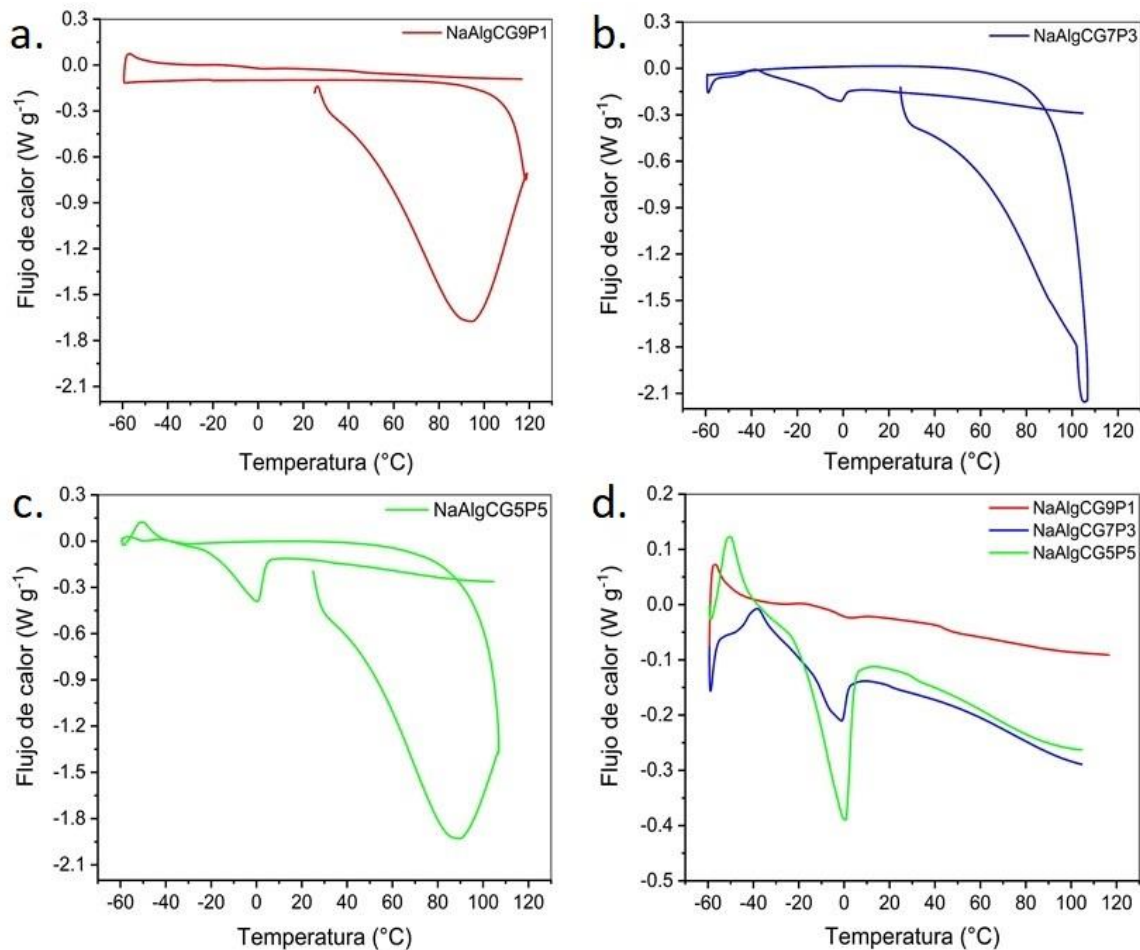 a.
NaAlgCG9P1
0.3
0.0
-0.3
-0.6
-0.9
-1.2
-1.5
-1.8
-2.1
Flujo de calor (W g⁻¹)
-60 -40 -20 0 20 40 60 80 100 120
Temperatura (°C)
b.
NaAlgCG7P3
0.3
0.0
-0.3
-0.6
-0.9
-1.2
-1.5
-1.8
-2.1
Flujo de calor (W g⁻¹)
-60 -40 -20 0 20 40 60 80 100 120
Temperatura (°C)
c.
NaAlgCG5P5
0.3
0.0
-0.3
-0.6
-0.9
-1.2
-1.5
-1.8
-2.1
Flujo de calor (W g⁻¹)
-60 -40 -20 0 20 40 60 80 100 120
Temperatura (°C)
d.
NaAlgCG9P1
NaAlgCG7P3
NaAlgCG5P5
0.2
0.1
0.0
-0.1
-0.2
-0.3
-0.4
-0.5
Flujo de calor (W g⁻¹)
-60 -40 -20 0 20 40 60 80 100 120
Temperatura (°C)